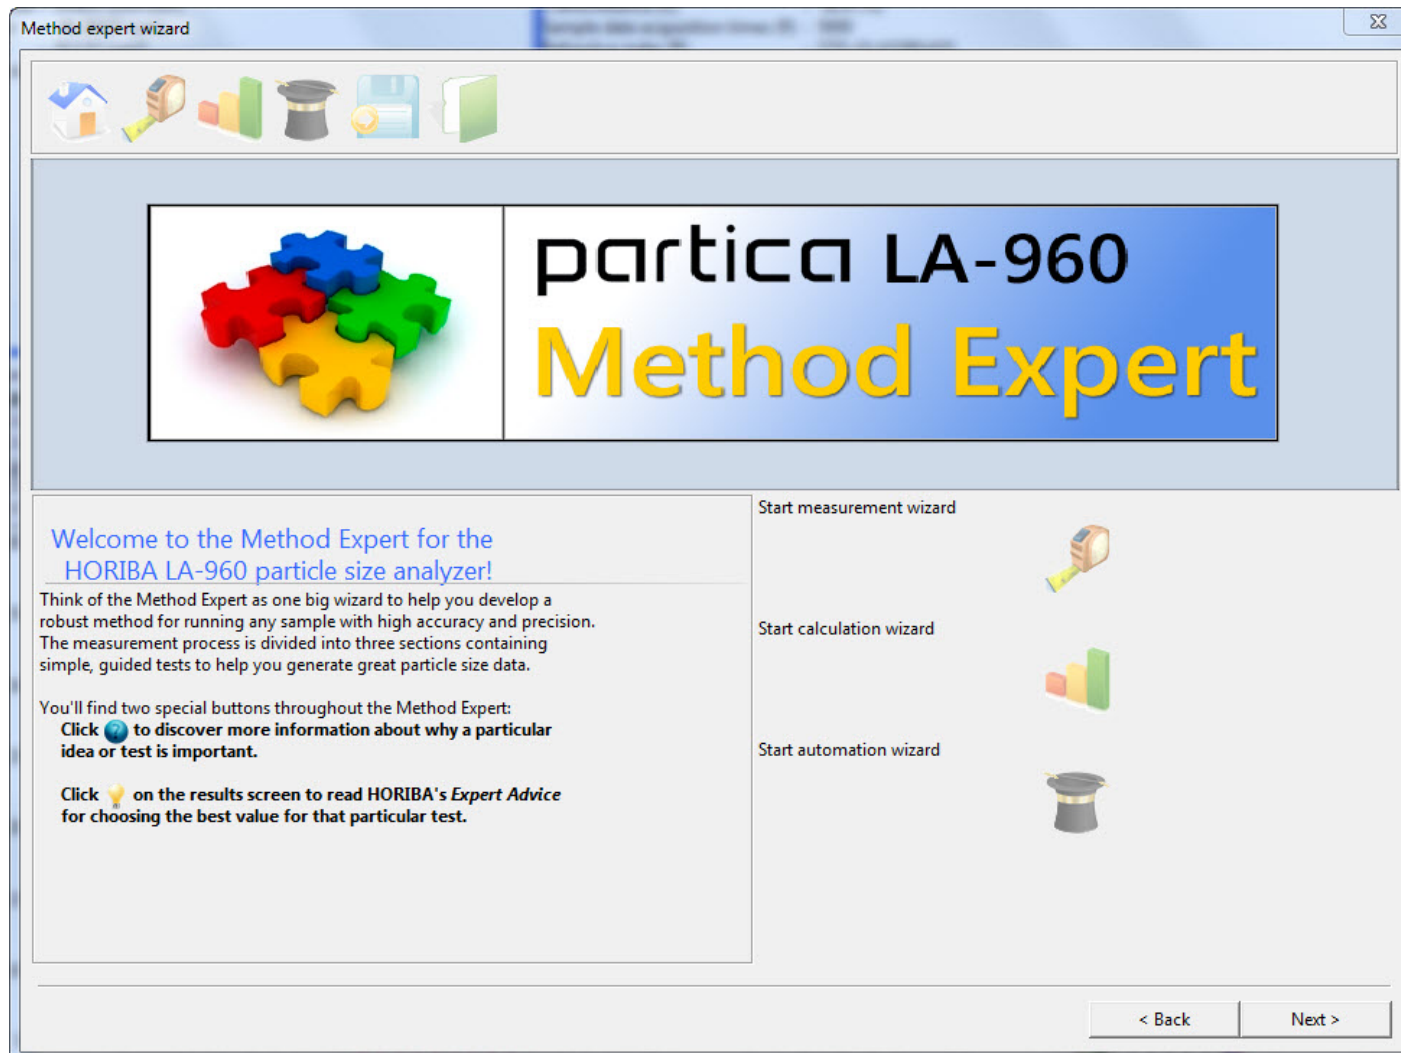 Method expert wizard
partica LA-960
Method Expert
Welcome to the Method Expert for the
HORIBA LA-960 particle size analyzer!
Think of the Method Expert as one big wizard to help you develop a
robust method for running any sample with high accuracy and precision.
The measurement process is divided into three sections containing
simple, guided tests to help you generate great particle size data.
You'll find two special buttons throughout the Method Expert:
Click ? to discover more information about why a particular
idea or test is important.
Click on the results screen to read HORIBA's Expert Advice
for choosing the best value for that particular test.
Start measurement wizard
Start calculation wizard
Start automation wizard
< Back
Next >